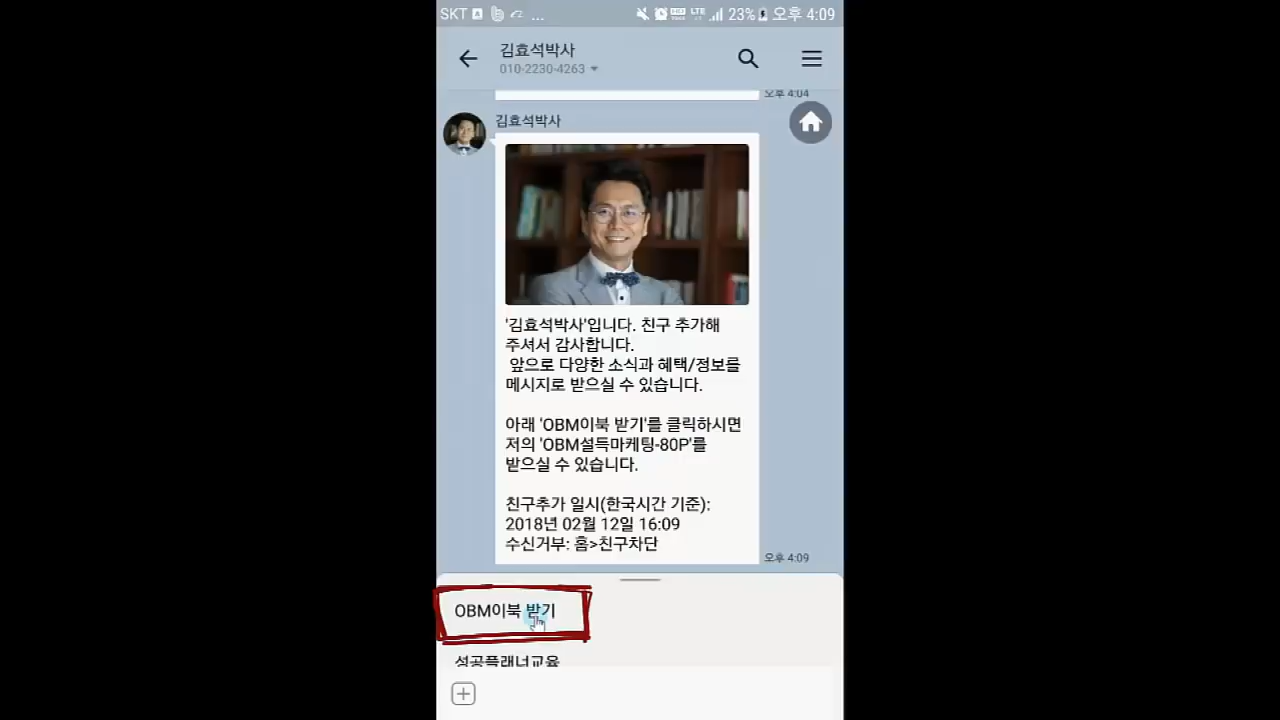 SKT
...
23%
오후 4:09
김효석박사
010-2230-4263
오후 4:04
김효석박사
'김효석박사'입니다. 친구 추가해
주셔서 감사합니다.
앞으로 다양한 소식과 혜택/정보를
메시지로 받으실 수 있습니다.
아래 'OBM이북 받기'를 클릭하시면
저의 'OBM설득마케팅-80P'를
받으실 수 있습니다.
친구추가 일시(한국시간 기준):
2018년 02월 12일 16:09
수신거부: 홈>친구차단
오후 4:09
OBM이북 받기
성공플래너교육